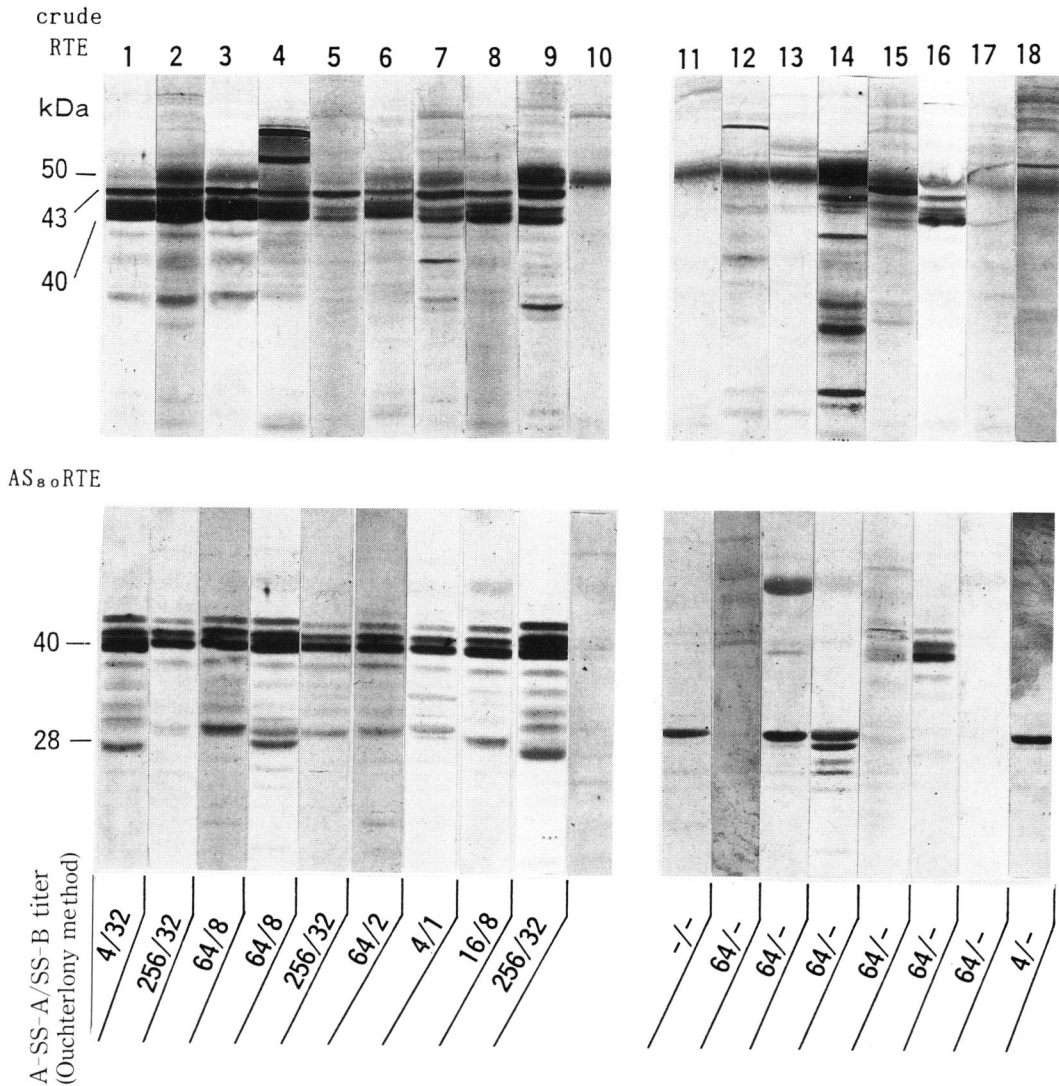 crude
RTE
1 2 3 4 5 6 7 8 9 10 11 12 13 14 15 16 17 18
kDa
50
43
40
AS₈₀RTE
40
28
A-SS-A/SS-B titer
(Ouchterlony method)
4/32 256/32 64/8 64/8 256/32 64/2 4/1 16/8 256/32 -/- 64/- 64/- 64/- 64/- 64/- 64/- 4/-